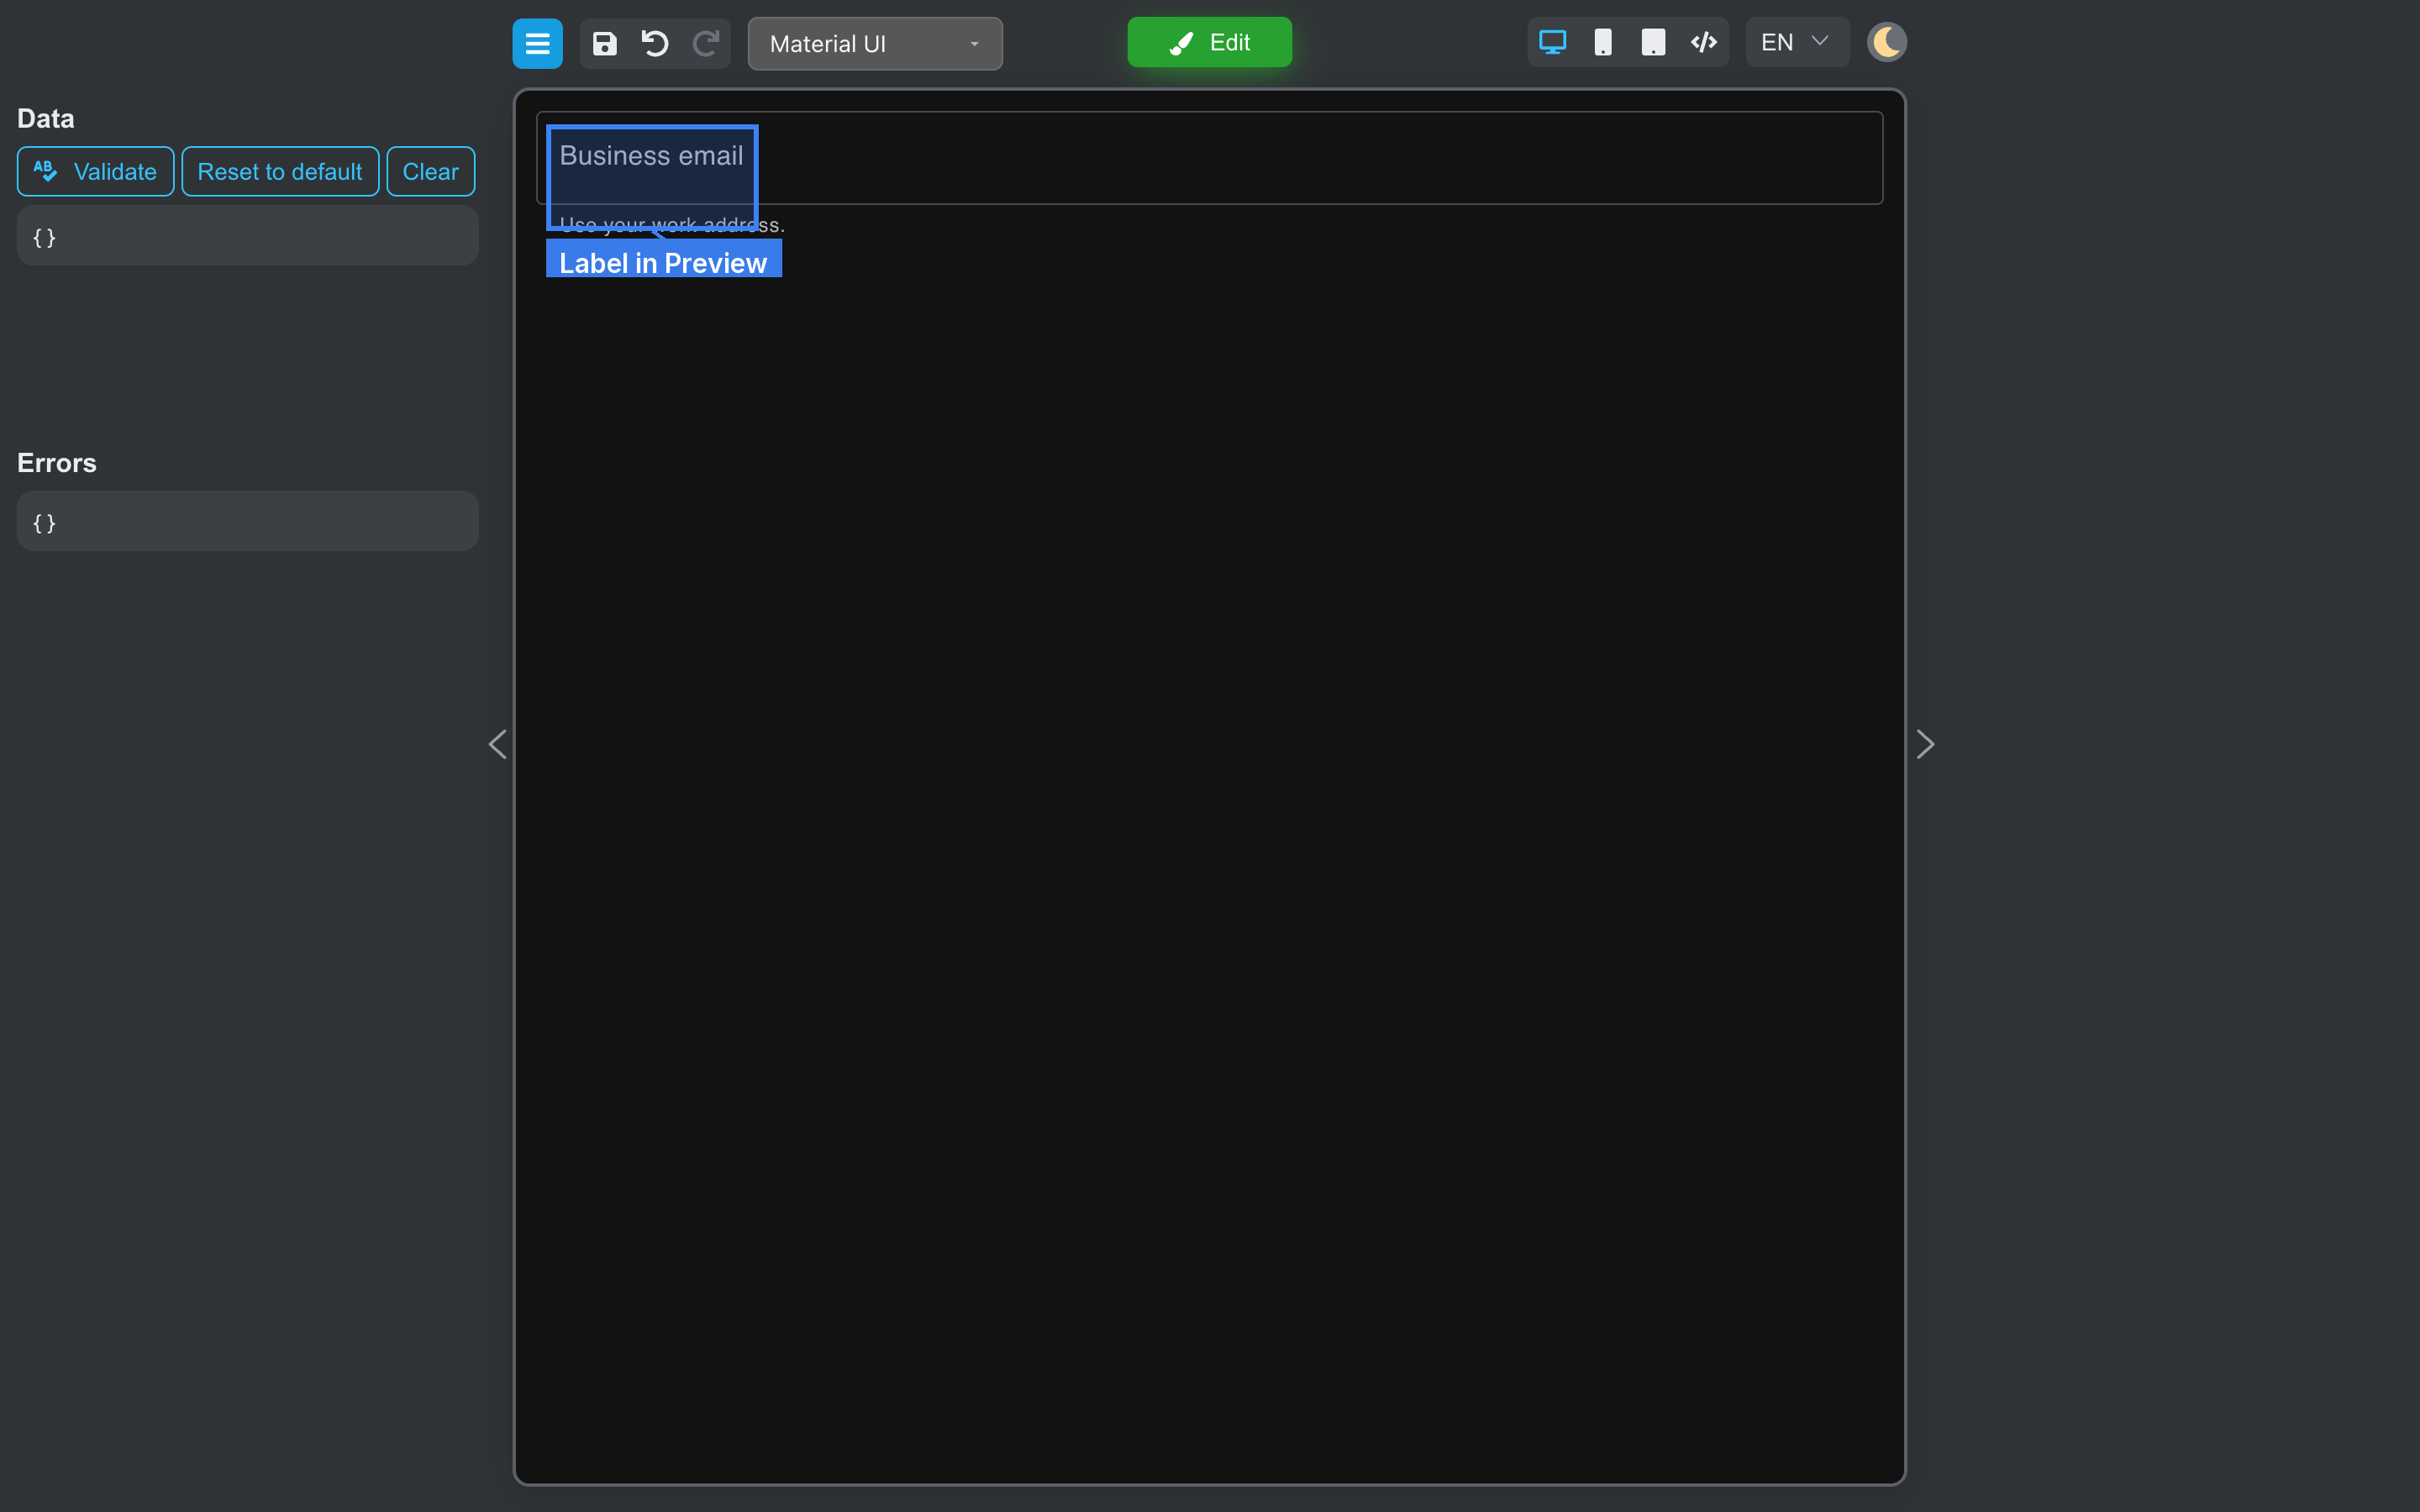 Material UI
Edit
EN
Data
AB Validate
Reset to default
Clear
{ }
Errors
{ }
Business email
Use your work address.
Label in Preview